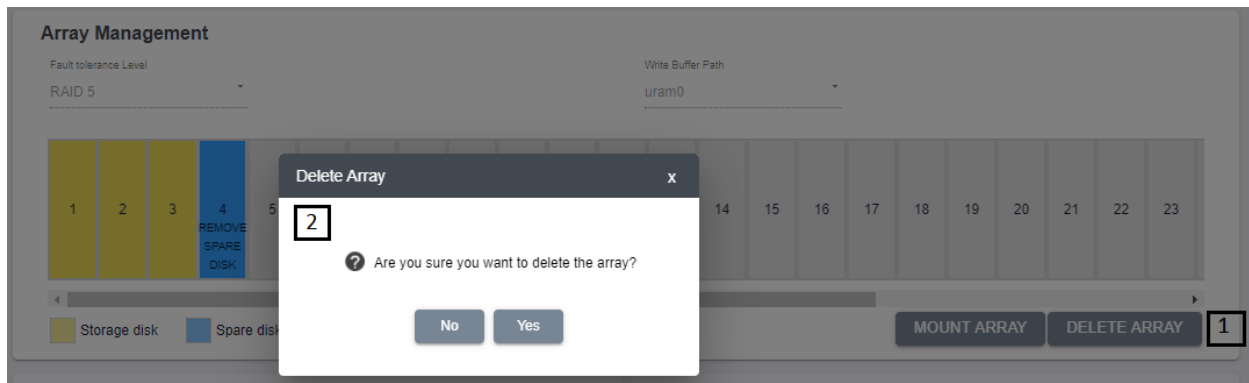 Array Management
Fault tolerance Level
Write Buffer Path
RAID 5
uram0
Delete Array x
1 2 3 4 5 14 15 16 17 18 19 20 21 22 23
REMOVE
SPARE
DISK
2
? Are you sure you want to delete the array?
No Yes
Storage disk Spare disk
MOUNT ARRAY DELETE ARRAY 1